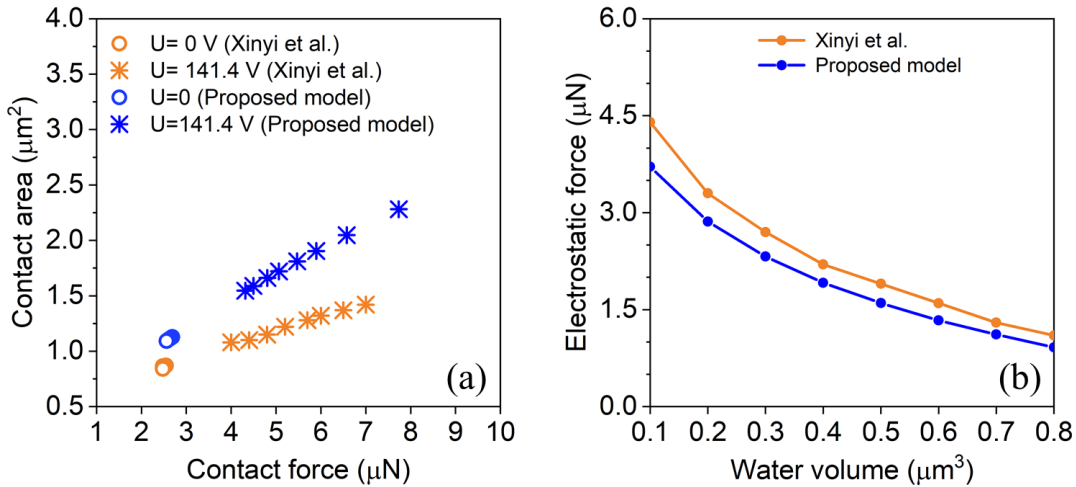 4.0
3.5
3.0
2.5
2.0
1.5
1.0
0.5
Contact area (μm²)
U= 0 V (Xinyi et al.)
U= 141.4 V (Xinyi et al.)
U=0 (Proposed model)
U=141.4 V (Proposed model)
(a)
1 2 3 4 5 6 7 8 9 10
Contact force (μN)
6.0
4.5
3.0
1.5
0.0
Electrostatic force (μN)
Xinyi et al.
Proposed model
(b)
0.1 0.2 0.3 0.4 0.5 0.6 0.7 0.8
Water volume (μm³)